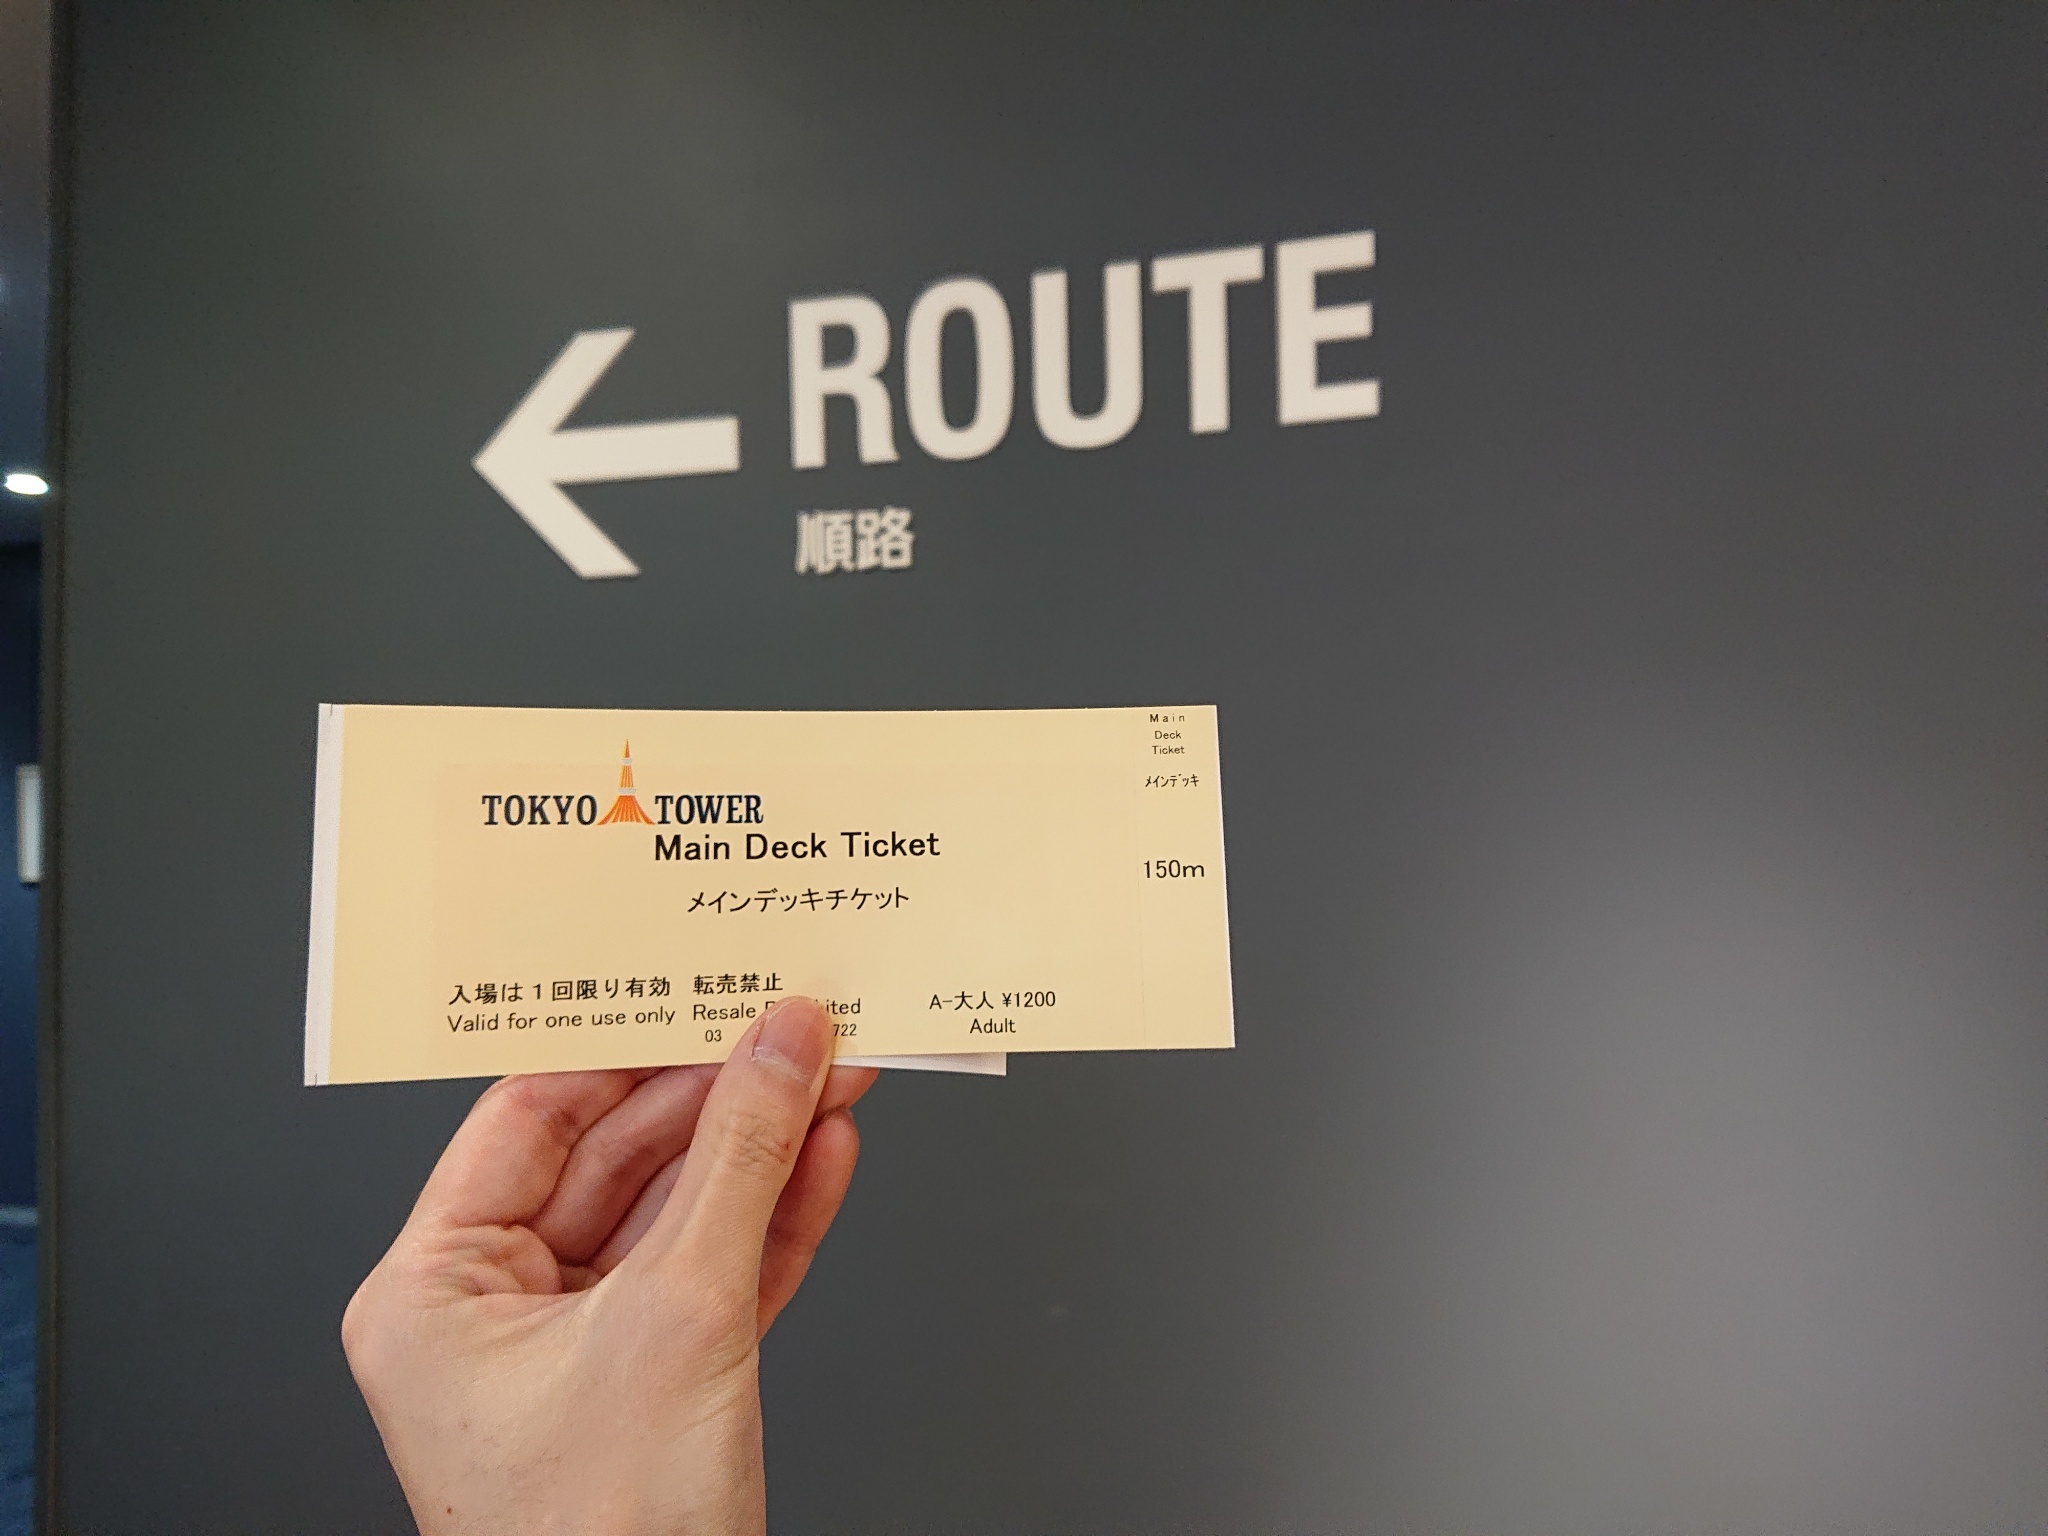 ROUTE
順路
TOKYO TOWER
Main Deck Ticket
メインデッキチケット
入場は１回限り有効 転売禁止
Valid for one use only Resale
03 722
A-大人 ¥1200
Adult
Main
Deck
Ticket
ﾒｲﾝﾃﾞｯｷ
150m